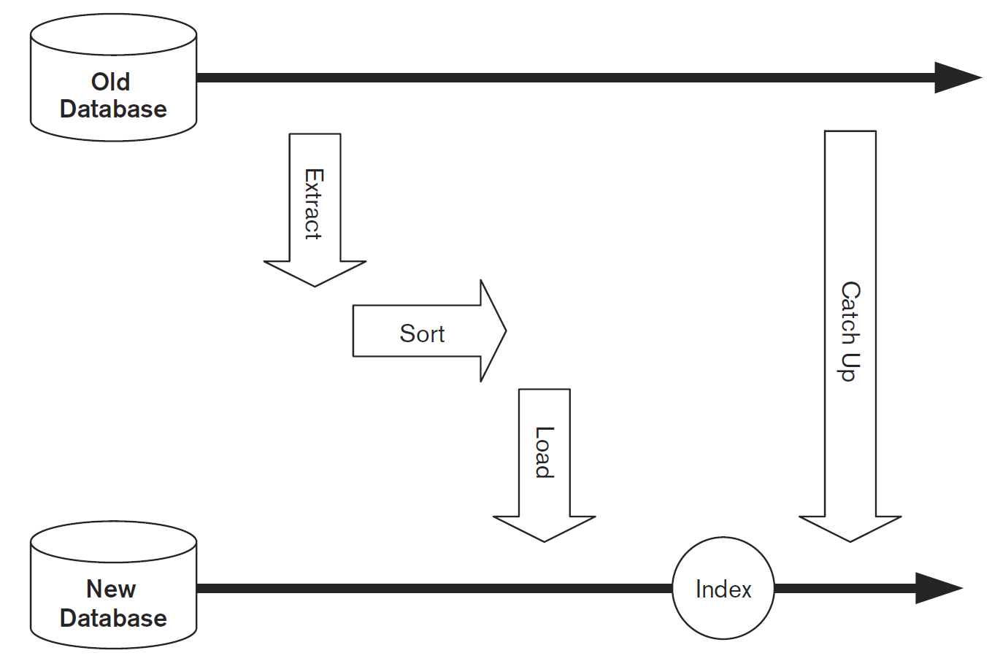 Old
Database
Extract
Sort
Load
Catch Up
New
Database
Index